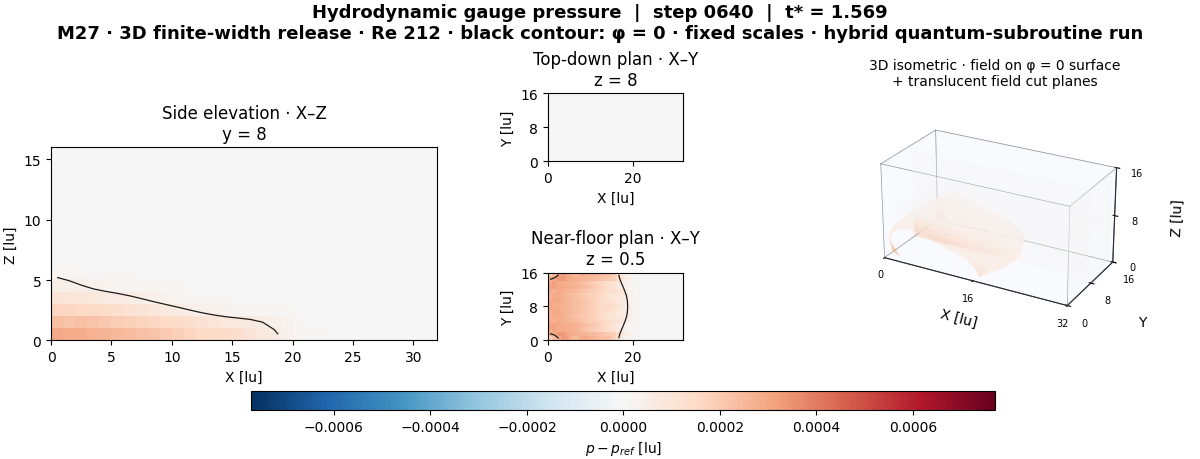 Hydrodynamic gauge pressure | step 0640 | t* = 1.569
M27 · 3D finite-width release · Re 212 · black contour: φ = 0 · fixed scales · hybrid quantum-subroutine run
Side elevation · X–Z
y = 8
Z [lu]
15
10
5
0
0 5 10 15 20 25 30
X [lu]
Top-down plan · X–Y
z = 8
Y [lu]
16
8
0
0 20
X [lu]
Near-floor plan · X–Y
z = 0.5
Y [lu]
16
8
0
0 20
X [lu]
3D isometric · field on φ = 0 surface
+ translucent field cut planes
16
8
0
Z [lu]
16
8
0
Y
0
16
32
X [lu]
−0.0006 −0.0004 −0.0002 0.0000 0.0002 0.0004 0.0006
p − p_ref [lu]